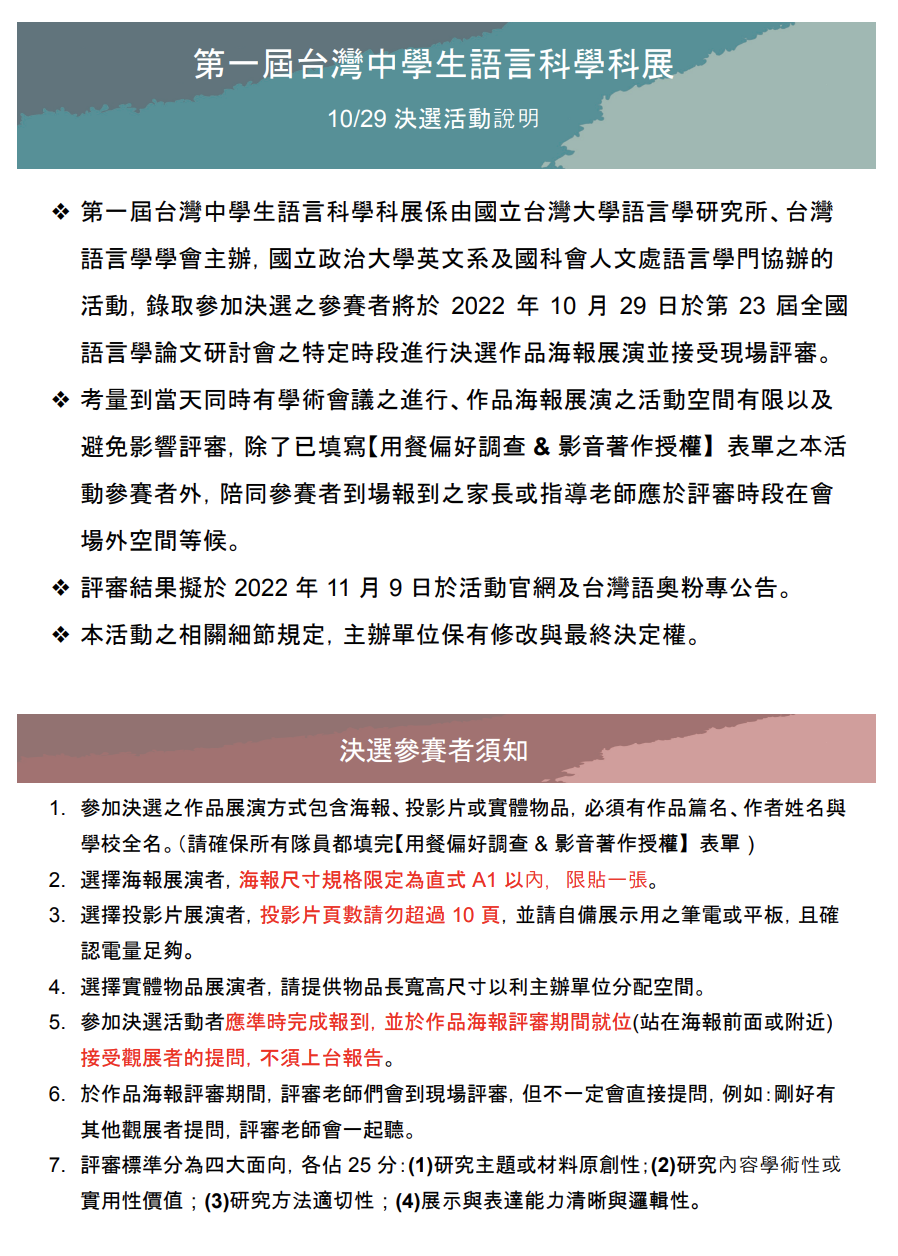 第一屆台灣中學生語言科學科展
10/29 決選活動說明
❖ 第一屆台灣中學生語言科學科展係由國立台灣大學語言學研究所、台灣
語言學學會主辦, 國立政治大學英文系及國科會人文處語言學門協辦的
活動, 錄取參加決選之參賽者將於 2022 年 10 月 29 日於第 23 屆全國
語言學論文研討會之特定時段進行決選作品海報展演並接受現場評審。
❖ 考量到當天同時有學術會議之進行、作品海報展演之活動空間有限以及
避免影響評審, 除了已填寫【用餐偏好調查 & 影音著作授權】表單之本活
動參賽者外, 陪同參賽者到場報到之家長或指導老師應於評審時段在會
場外空間等候。
❖ 評審結果擬於 2022 年 11 月 9 日於活動官網及台灣語奧粉專公告。
❖ 本活動之相關細節規定, 主辦單位保有修改與最終決定權。
決選參賽者須知
1. 參加決選之作品展演方式包含海報、投影片或實體物品, 必須有作品篇名、作者姓名與
學校全名。(請確保所有隊員都填完【用餐偏好調查 & 影音著作授權】表單 )
2. 選擇海報展演者, 海報尺寸規格限定為直式 A1 以內, 限貼一張。
3. 選擇投影片展演者, 投影片頁數請勿超過 10 頁, 並請自備展示用之筆電或平板, 且確
認電量足夠。
4. 選擇實體物品展演者, 請提供物品長寬高尺寸以利主辦單位分配空間。
5. 參加決選活動者應準時完成報到, 並於作品海報評審期間就位(站在海報前面或附近)
接受觀展者的提問, 不須上台報告。
6. 於作品海報評審期間, 評審老師們會到現場評審, 但不一定會直接提問, 例如:剛好有
其他觀展者提問, 評審老師會一起聽。
7. 評審標準分為四大面向, 各佔 25 分:(1)研究主題或材料原創性;(2)研究內容學術性或
實用性價值;(3)研究方法適切性;(4)展示與表達能力清晰與邏輯性。